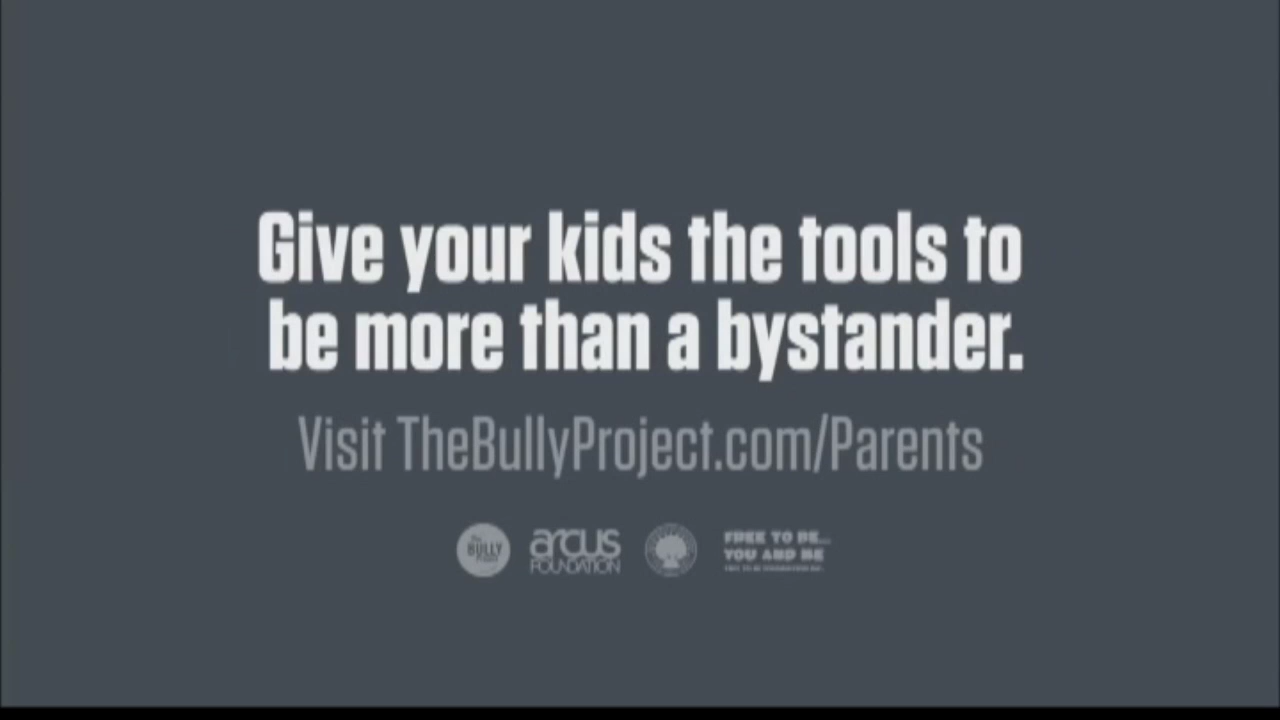 Give your kids the tools to
be more than a bystander.
Visit TheBullyProject.com/Parents
BULLY
arcus
FOUNDATION
FREE TO BE...
YOU AND ME